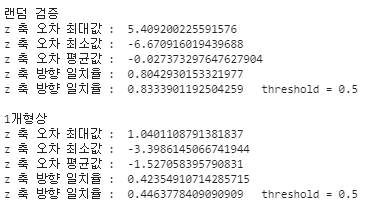 랜덤 검증
z 축 오차 최대값 : 5.409200225591576
z 축 오차 최소값 : -6.670916019439688
z 축 오차 평균값 : -0.027373297647627904
z 축 방향 일치율 : 0.8042930153321977
z 축 방향 일치율 : 0.8333901192504259 threshold = 0.5
1개형상
z 축 오차 최대값 : 1.0401108791381837
z 축 오차 최소값 : -3.3986145066741944
z 축 오차 평균값 : -1.527058395790831
z 축 방향 일치율 : 0.42354910714285715
z 축 방향 일치율 : 0.4463778409090909 threshold = 0.5